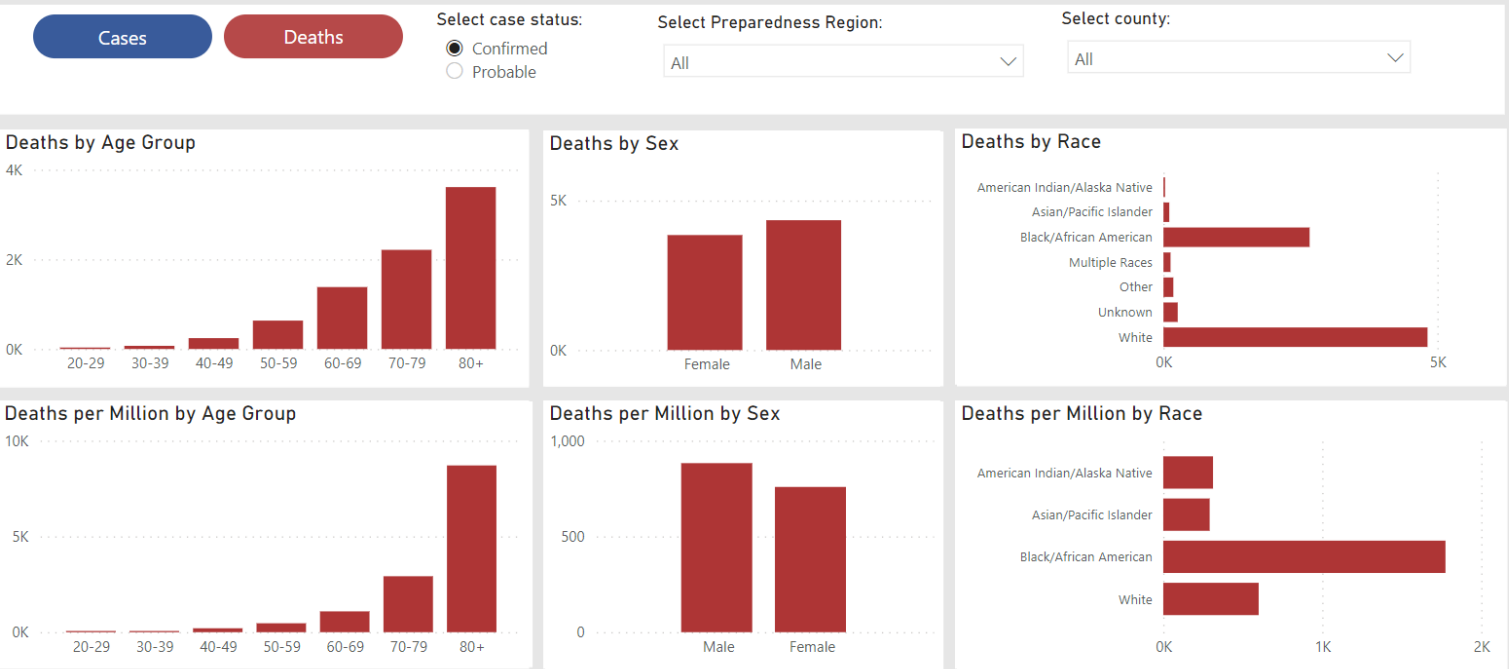 Cases
Deaths
Select case status:
Confirmed
Probable
Select Preparedness Region:
All
Select county:
All
Deaths by Age Group
4K
2K
0K
20-29 30-39 40-49 50-59 60-69 70-79 80+
Deaths by Sex
5K
0K
Female Male
Deaths by Race
American Indian/Alaska Native
Asian/Pacific Islander
Black/African American
Multiple Races
Other
Unknown
White
0K 5K
Deaths per Million by Age Group
10K
5K
0K
20-29 30-39 40-49 50-59 60-69 70-79 80+
Deaths per Million by Sex
1,000
500
0
Male Female
Deaths per Million by Race
American Indian/Alaska Native
Asian/Pacific Islander
Black/African American
White
0K 1K 2K